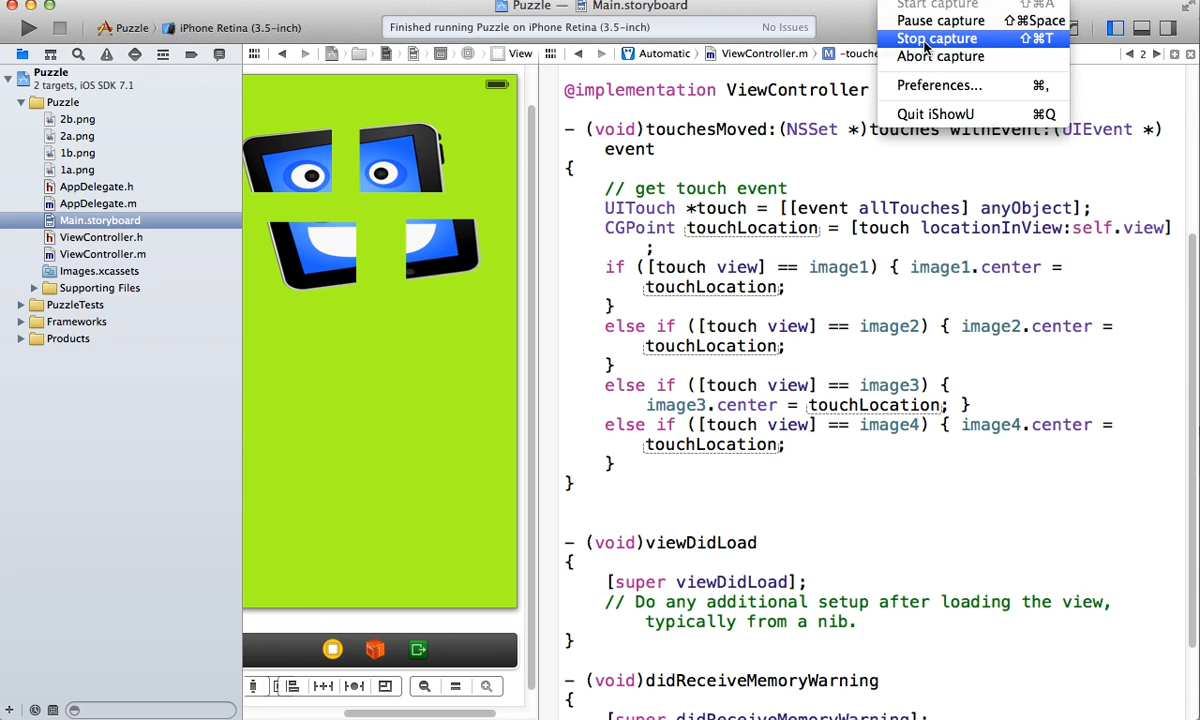 Puzzle — Main.storyboard
Start capture ⇧⌘A
Pause capture ⇧⌘Space
Stop capture ⇧⌘T
Abort capture
Preferences... ⌘,
Quit iShowU ⌘Q
Puzzle iPhone Retina (3.5-inch)
Finished running Puzzle on iPhone Retina (3.5-inch) No Issues
View Automatic ViewController.m M -touche 2
Puzzle
2 targets, iOS SDK 7.1
Puzzle
2b.png
2a.png
1b.png
1a.png
h AppDelegate.h
m AppDelegate.m
Main.storyboard
h ViewController.h
m ViewController.m
Images.xcassets
Supporting Files
PuzzleTests
Frameworks
Products
@implementation ViewController
- (void)touchesMoved:(NSSet *)touches withEvent:(UIEvent *)
event
{
// get touch event
UITouch *touch = [[event allTouches] anyObject];
CGPoint touchLocation = [touch locationInView:self.view]
;
if ([touch view] == image1) { image1.center =
touchLocation;
}
else if ([touch view] == image2) { image2.center =
touchLocation;
}
else if ([touch view] == image3) {
image3.center = touchLocation; }
else if ([touch view] == image4) { image4.center =
touchLocation;
}
}
- (void)viewDidLoad
{
[super viewDidLoad];
// Do any additional setup after loading the view,
typically from a nib.
}
- (void)didReceiveMemoryWarning
{
[super didReceiveMemoryWarning];